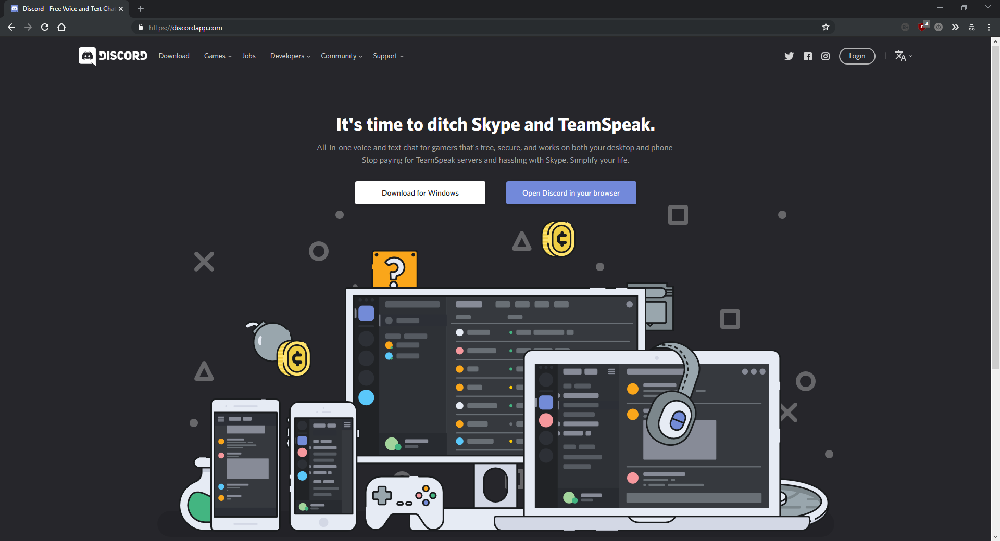 Discord - Free Voice and Text Cha
https://discordapp.com
4
DISCORD
Download
Games
Jobs
Developers
Community
Support
Login
It's time to ditch Skype and TeamSpeak.
All-in-one voice and text chat for gamers that's free, secure, and works on both your desktop and phone.
Stop paying for TeamSpeak servers and hassling with Skype. Simplify your life.
Download for Windows
Open Discord in your browser
?
¢
¢